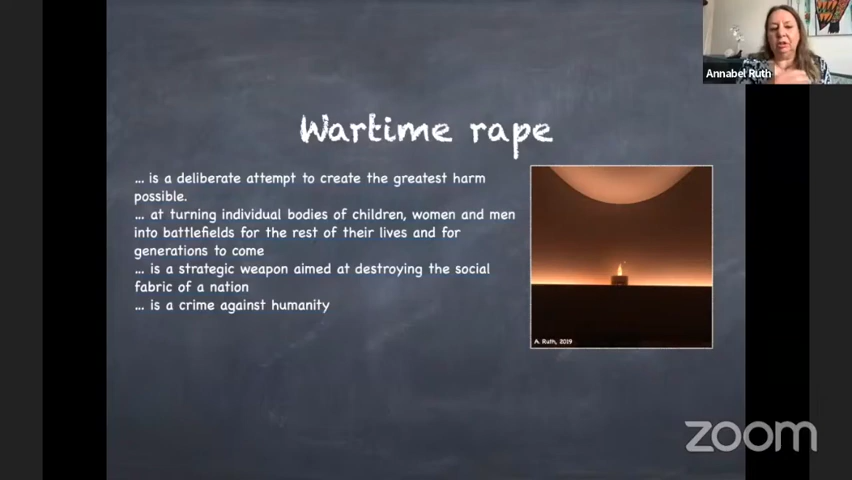 Annabel Ruth
Wartime rape
... is a deliberate attempt to create the greatest harm
possible.
... at turning individual bodies of children, women and men
into battlefields for the rest of their lives and for
generations to come
... is a strategic weapon aimed at destroying the social
fabric of a nation
... is a crime against humanity
A. Ruth, 2019
zoom